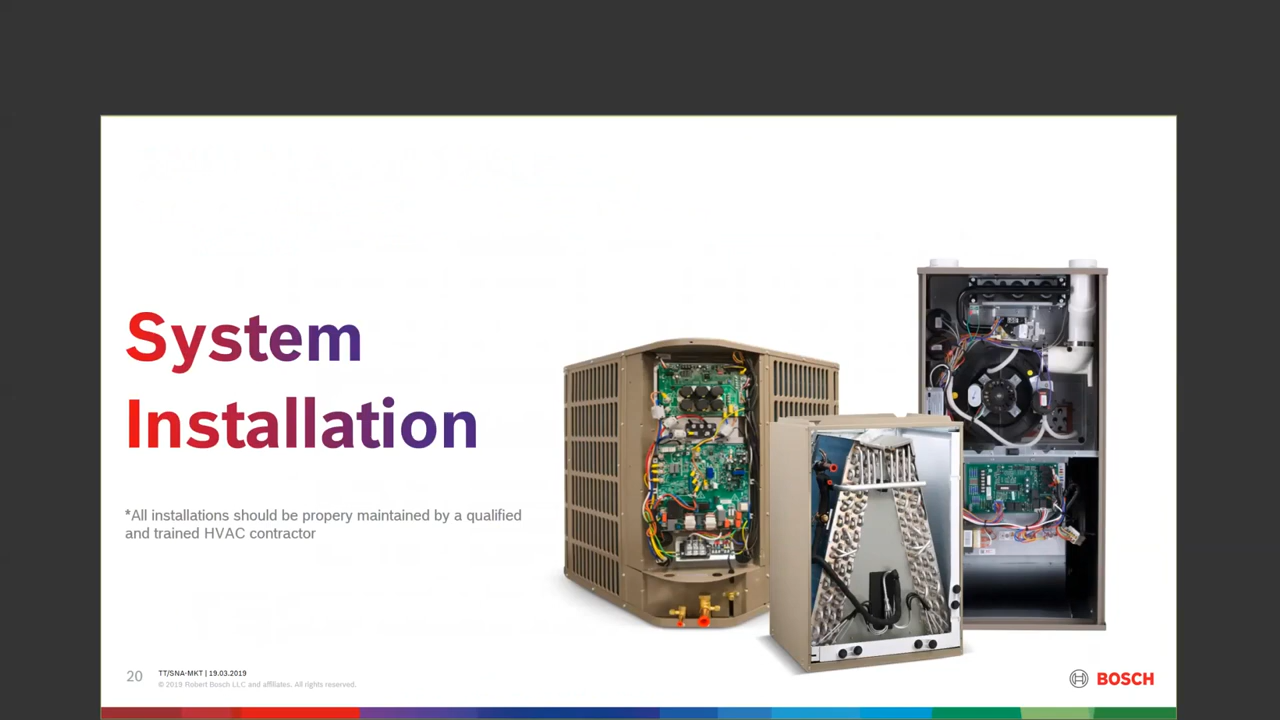 System
Installation
*All installations should be propery maintained by a qualified
and trained HVAC contractor
20
TT/SNA-MKT | 19.03.2019
© 2019 Robert Bosch LLC and affiliates. All rights reserved.
BOSCH